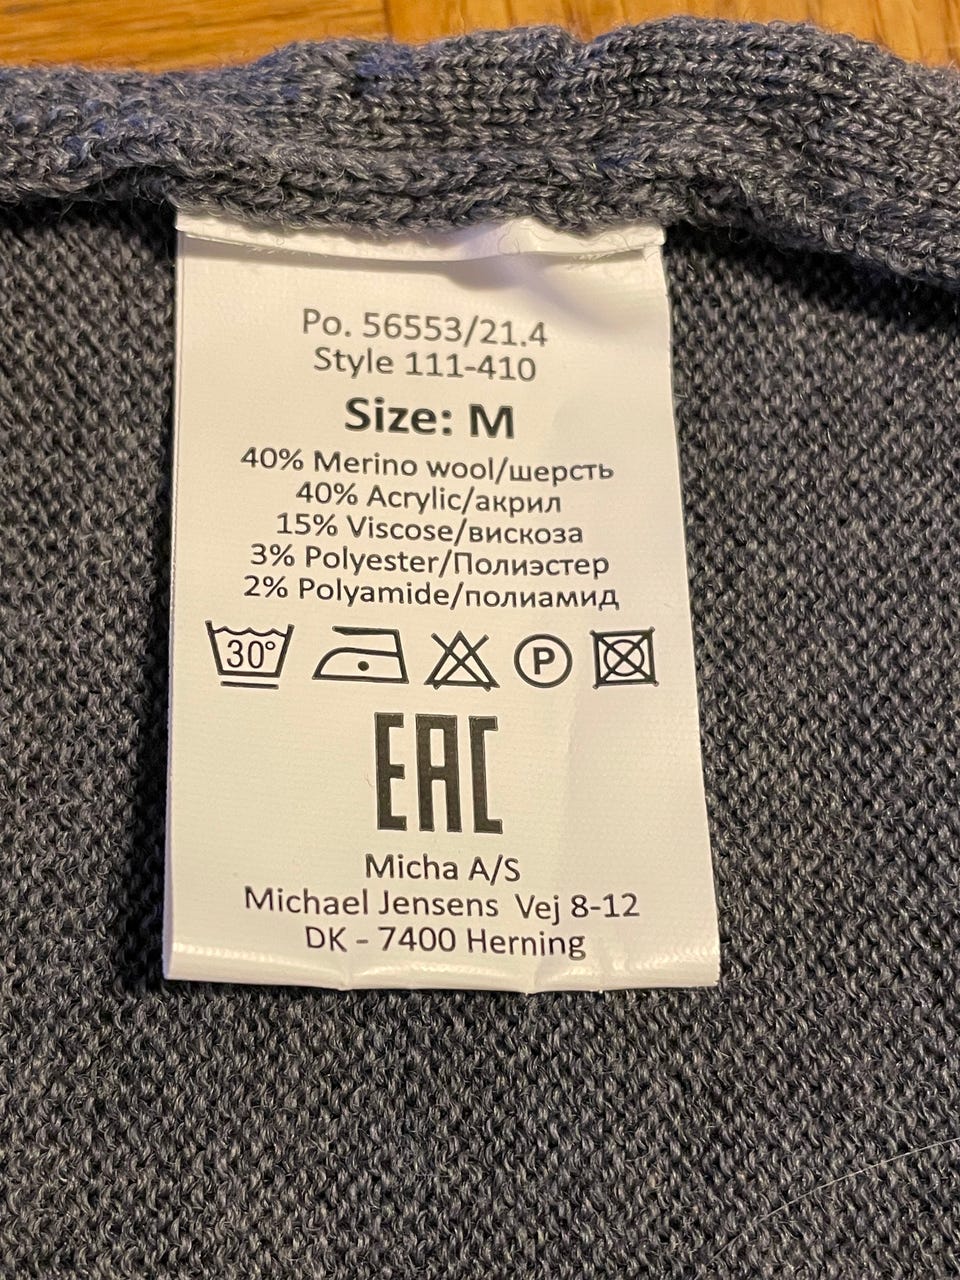 Po. 56553/21.4
Style 111-410
Size: M
40% Merino wool/шерсть
40% Acrylic/акрил
15% Viscose/вискоза
3% Polyester/Полиэстер
2% Polyamide/полиамид
30° P
EAC
Micha A/S
Michael Jensens Vej 8-12
DK - 7400 Herning